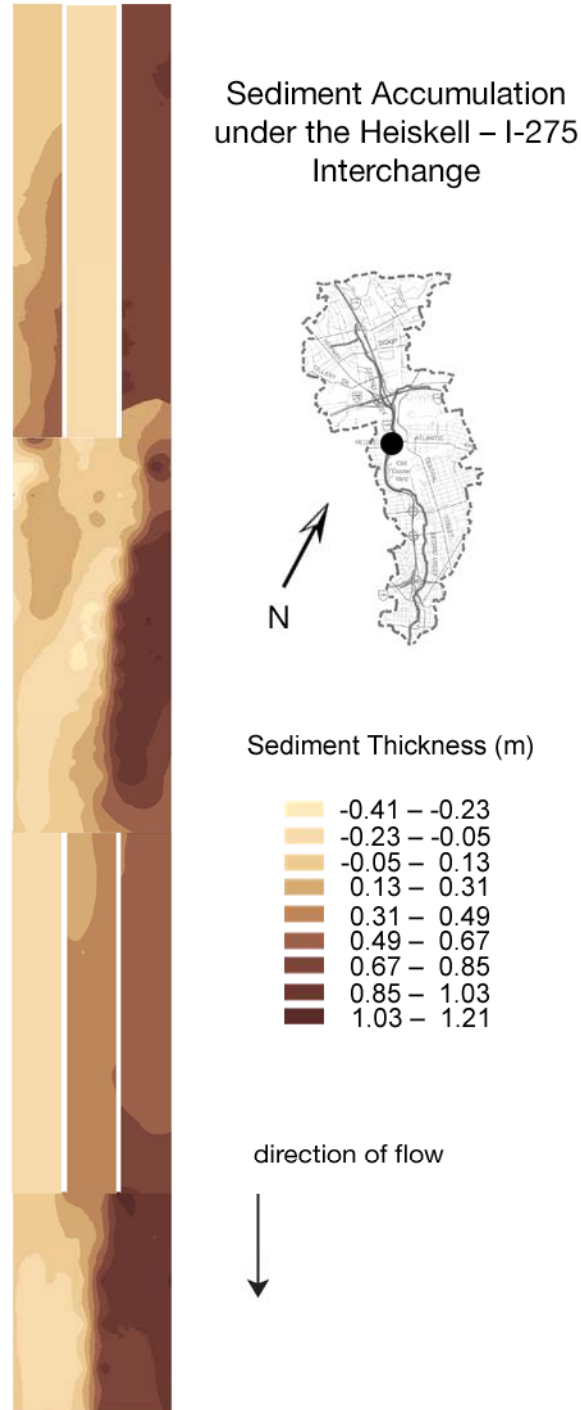 Sediment Accumulation
under the Heiskell – I-275
Interchange
ATLANTIC
N
Sediment Thickness (m)
-0.41 – -0.23
-0.23 – -0.05
-0.05 – 0.13
0.13 – 0.31
0.31 – 0.49
0.49 – 0.67
0.67 – 0.85
0.85 – 1.03
1.03 – 1.21
direction of flow